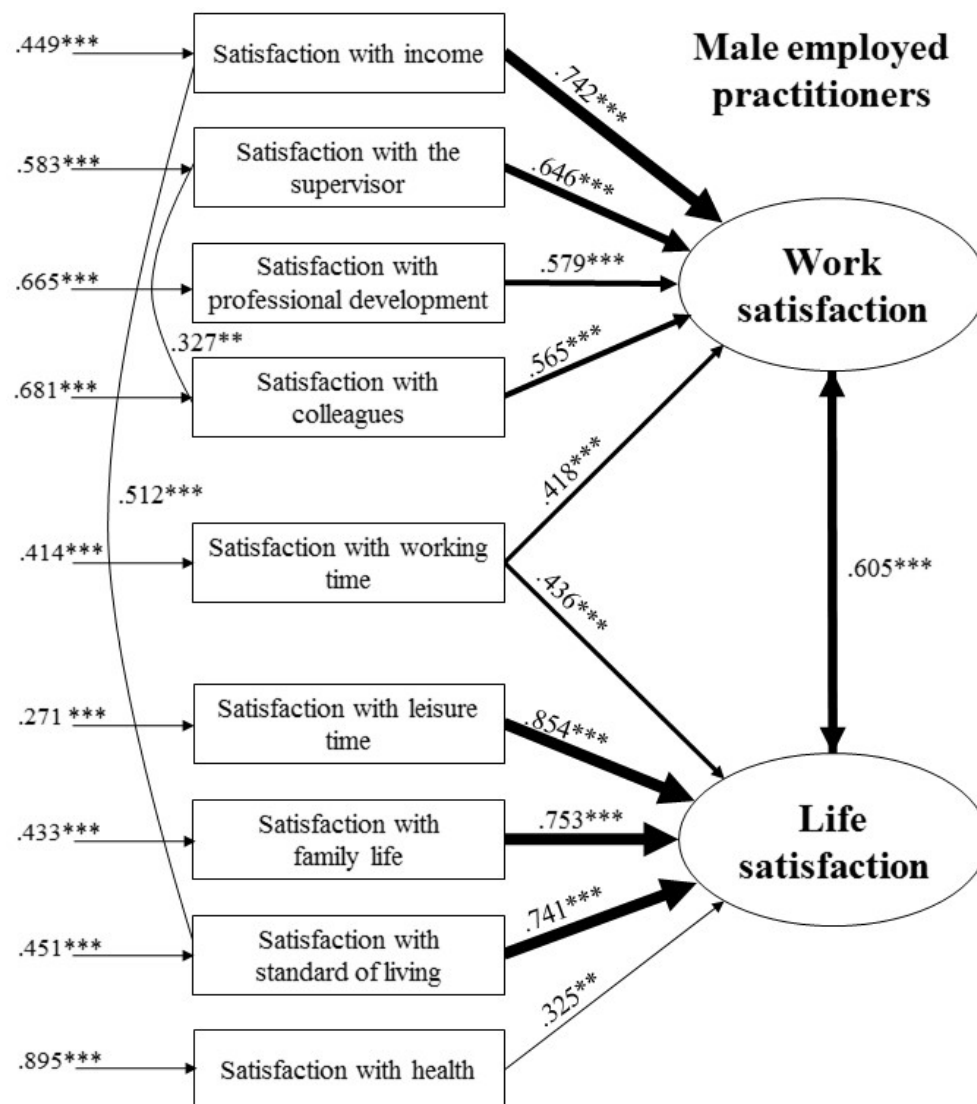 Male employed
practitioners
.449***
Satisfaction with income
.742***
.583***
Satisfaction with the
supervisor
.646***
.665***
Satisfaction with
professional development
.579***
Work
satisfaction
.327**
.681***
Satisfaction with
colleagues
.565***
.512***
.418***
.414***
Satisfaction with working
time
.436***
.605***
.271 ***
Satisfaction with leisure
time
.854***
.433***
Satisfaction with
family life
.753***
Life
satisfaction
.451***
Satisfaction with
standard of living
.741***
.895***
Satisfaction with health
.325**